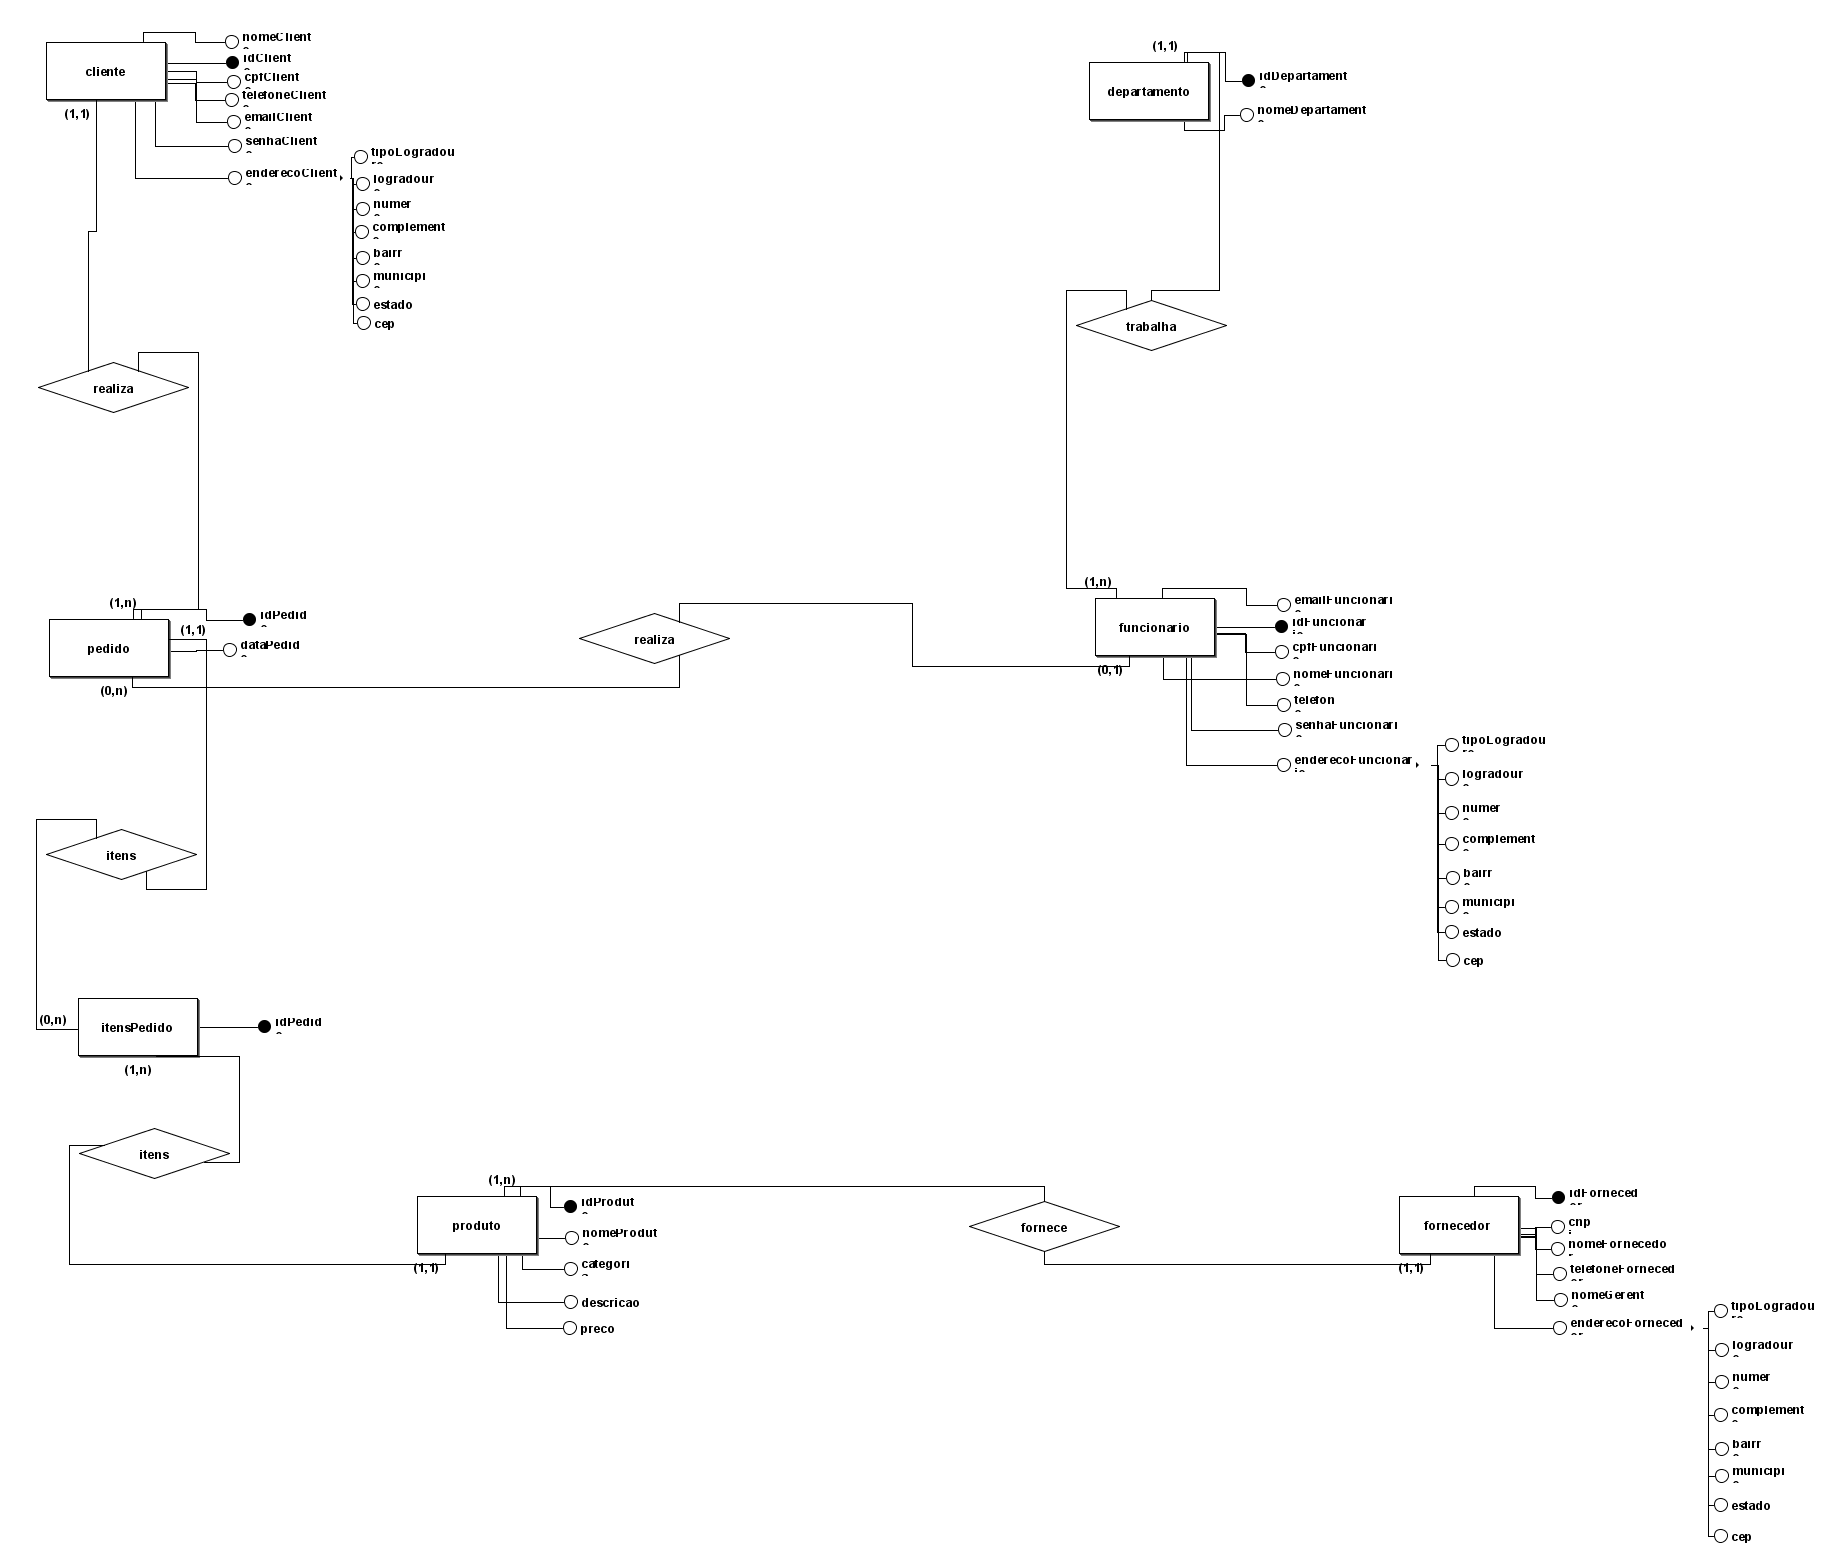 nomeClient
idClient
cliente
cpfClient
telefoneClient
emailClient
(1,1)
senhaClient
enderecoClient
tipoLogradou
logradour
numer
complement
bairr
municipi
estado
cep
(1,1)
departamento
idDepartament
nomeDepartament
trabalha
realiza
(1,n)
idPedid
(1,1)
pedido
dataPedid
(0,n)
realiza
(1,n)
funcionario
(0,1)
emailFuncionari
idFuncionar
cpfFuncionari
nomeFuncionari
telefon
senhaFuncionari
enderecoFuncionar
tipoLogradou
logradour
numer
complement
bairr
municipi
estado
cep
itens
(0,n)
itensPedido
idPedid
(1,n)
itens
(1,n)
produto
(1,1)
idProdut
nomeProdut
categori
descricao
preco
fornece
fornecedor
(1,1)
idForneced
cnp
nomeFornecedo
telefoneForneced
nomeGerent
enderecoForneced
tipoLogradou
logradour
numer
complement
bairr
municipi
estado
cep